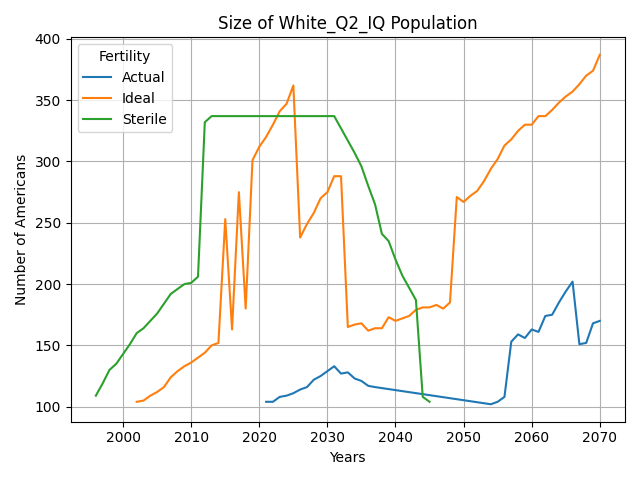 Size of White_Q2_IQ Population
Number of Americans
400
350
300
250
200
150
100
Fertility
Actual
Ideal
Sterile
2000 2010 2020 2030 2040 2050 2060 2070
Years